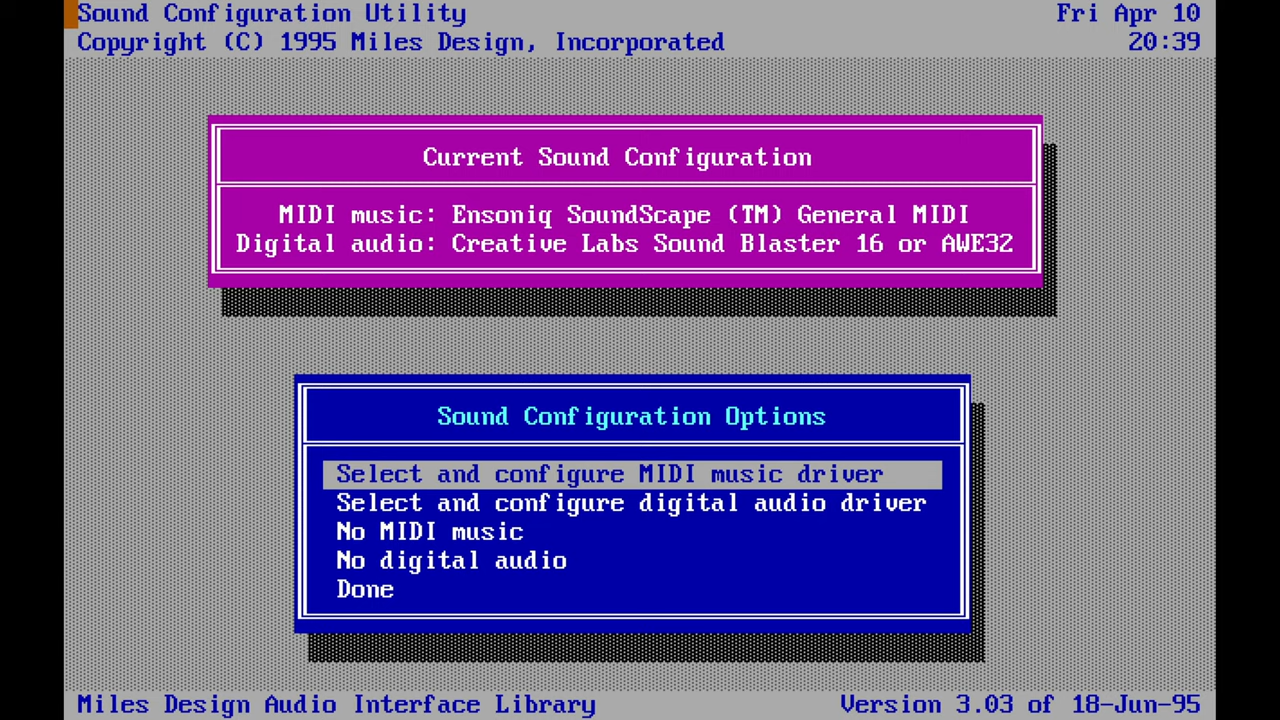 Sound Configuration Utility Fri Apr 10
Copyright (C) 1995 Miles Design, Incorporated 20:39
Current Sound Configuration
MIDI music: Ensoniq SoundScape (TM) General MIDI
Digital audio: Creative Labs Sound Blaster 16 or AWE32
Sound Configuration Options
Select and configure MIDI music driver
Select and configure digital audio driver
No MIDI music
No digital audio
Done
Miles Design Audio Interface Library Version 3.03 of 18-Jun-95